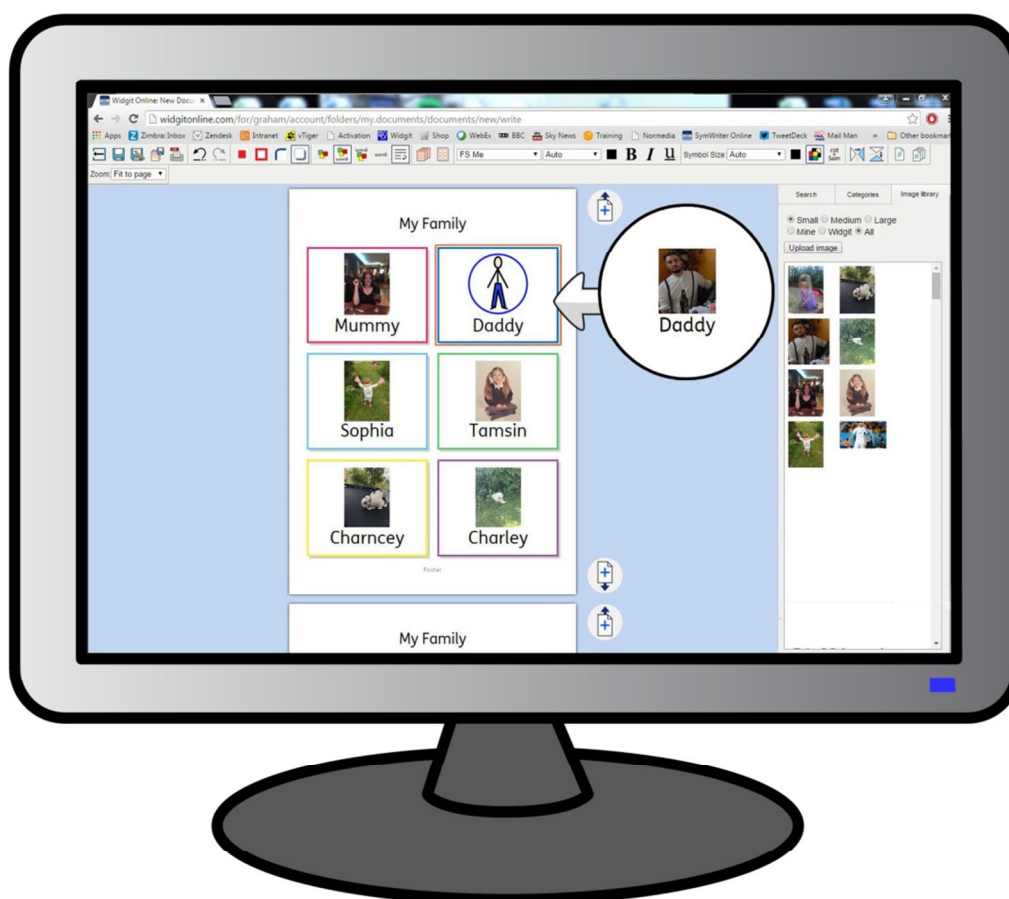 Widgit Online: New Docu
widgitonline.com/for/graham/account/folders/my.documents/documents/new/write
Apps Zimbra: Inbox Zendesk Intranet vTiger Activation Widgit Shop WebEx BBC Sky News Training Normedia SymWriter Online TweetDeck Mail Man » Other bookmar
FS Me Auto B I u Symbol Size: Auto
Zoom: Fit to page
Search Categories Image library
Small Medium Large
Mine Widgit All
Upload image
My Family
Mummy Daddy Daddy
Sophia Tamsin
Charncey Charley
Footer
My Family